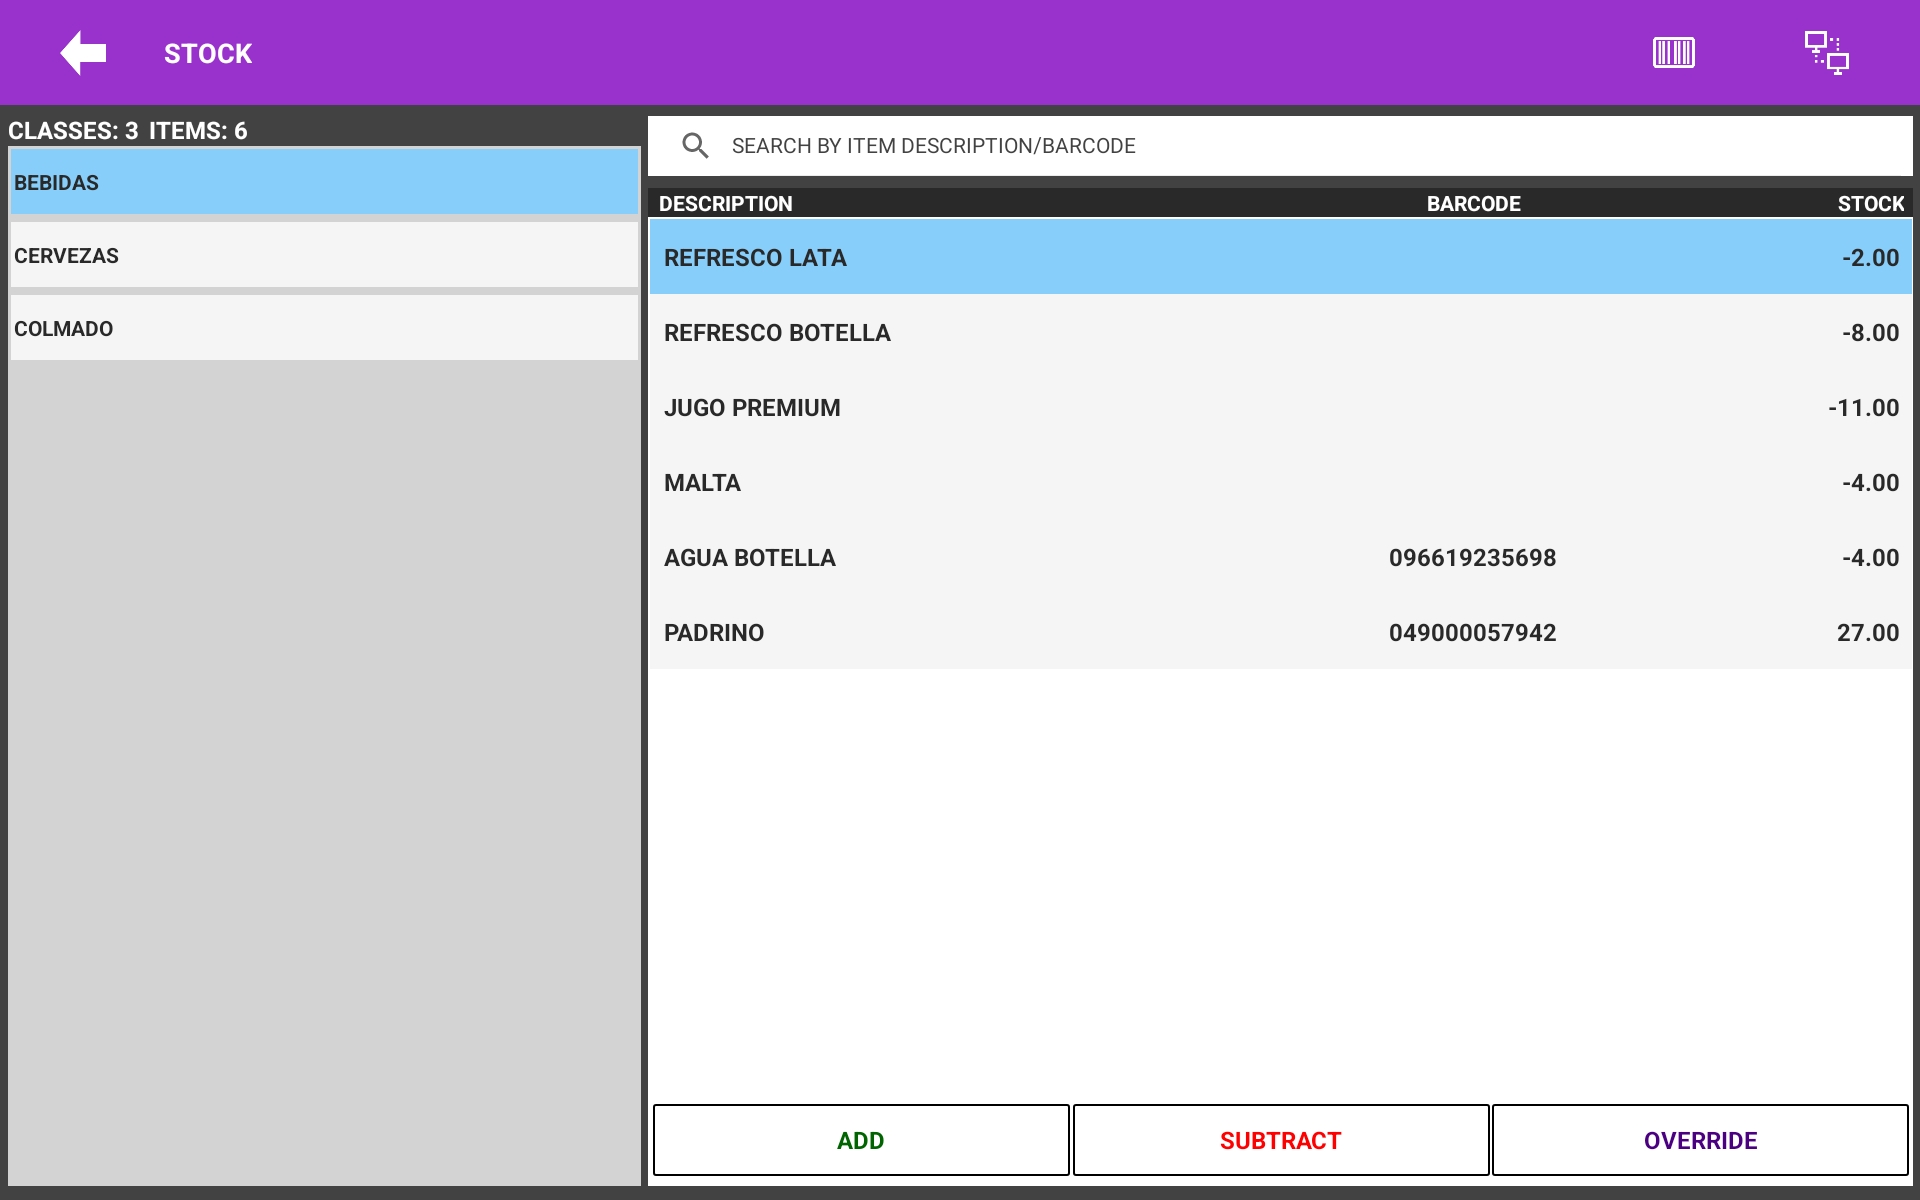 STOCK
CLASSES: 3 ITEMS: 6
BEBIDAS
CERVEZAS
COLMADO
SEARCH BY ITEM DESCRIPTION/BARCODE
DESCRIPTION BARCODE STOCK
REFRESCO LATA -2.00
REFRESCO BOTELLA -8.00
JUGO PREMIUM -11.00
MALTA -4.00
AGUA BOTELLA 096619235698 -4.00
PADRINO 049000057942 27.00
ADD SUBTRACT OVERRIDE